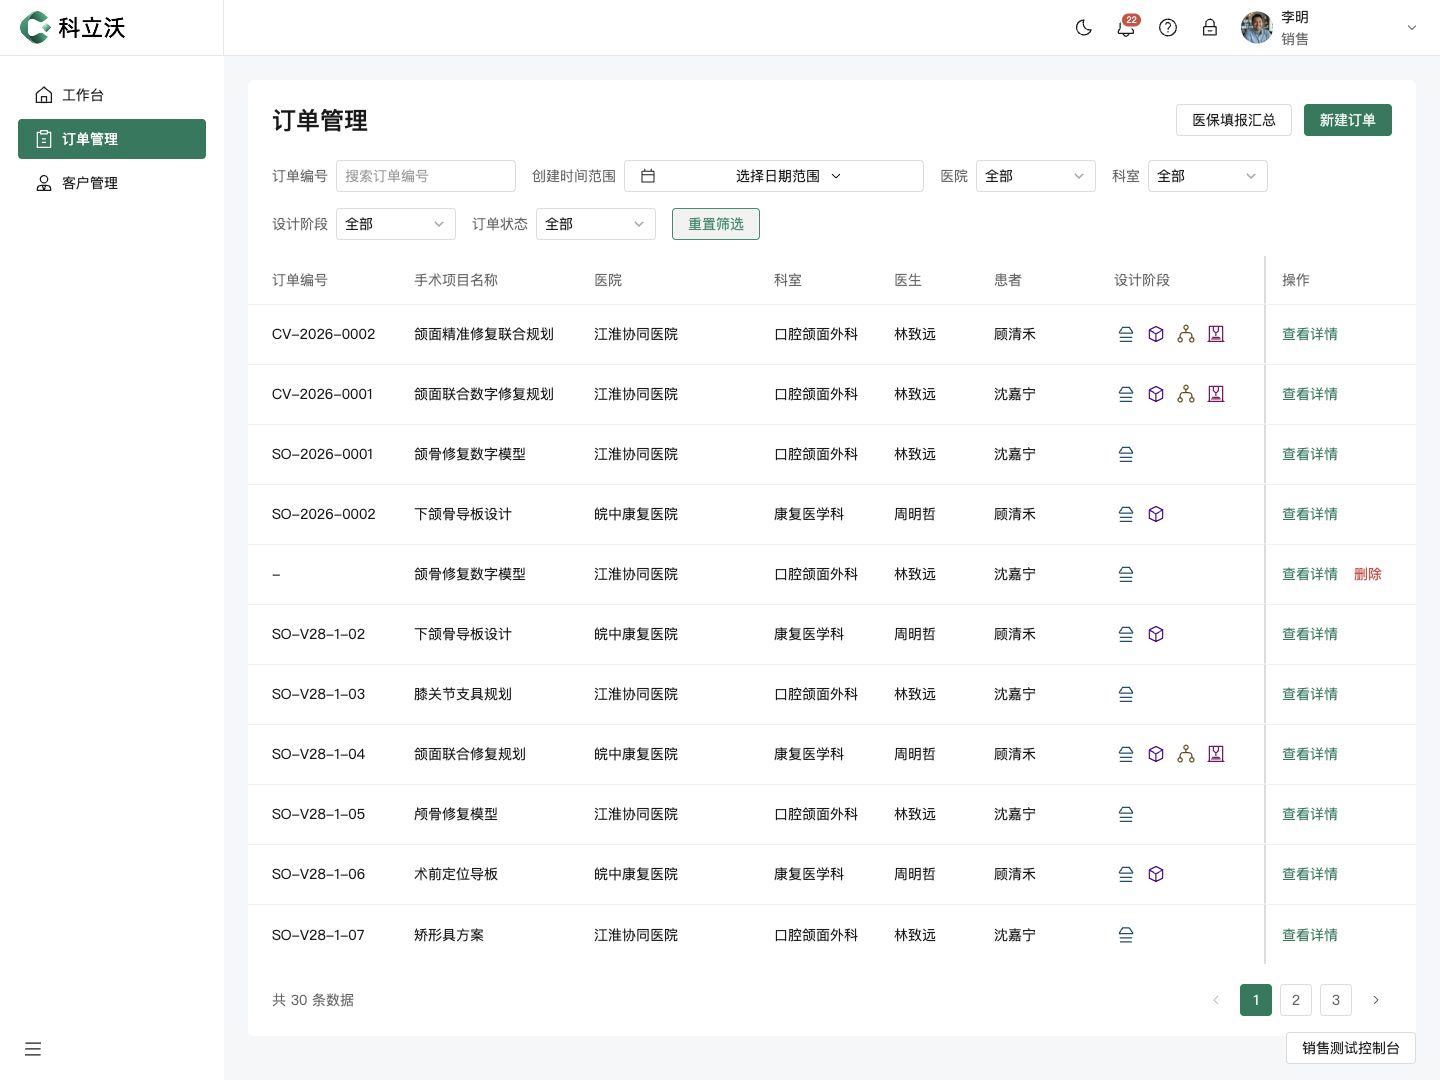 科立沃
22
李明
销售
工作台
订单管理
客户管理
订单管理
医保填报汇总
新建订单
订单编号 搜索订单编号 创建时间范围 选择日期范围 医院 全部 科室 全部
设计阶段 全部 订单状态 全部 重置筛选
订单编号 手术项目名称 医院 科室 医生 患者 设计阶段 操作
CV-2026-0002 颌面精准修复联合规划 江淮协同医院 口腔颌面外科 林致远 顾清禾 查看详情
CV-2026-0001 颌面联合数字修复规划 江淮协同医院 口腔颌面外科 林致远 沈嘉宁 查看详情
SO-2026-0001 颌骨修复数字模型 江淮协同医院 口腔颌面外科 林致远 沈嘉宁 查看详情
SO-2026-0002 下颌骨导板设计 皖中康复医院 康复医学科 周明哲 顾清禾 查看详情
- 颌骨修复数字模型 江淮协同医院 口腔颌面外科 林致远 沈嘉宁 查看详情 删除
SO-V28-1-02 下颌骨导板设计 皖中康复医院 康复医学科 周明哲 顾清禾 查看详情
SO-V28-1-03 膝关节支具规划 江淮协同医院 口腔颌面外科 林致远 沈嘉宁 查看详情
SO-V28-1-04 颌面联合修复规划 皖中康复医院 康复医学科 周明哲 顾清禾 查看详情
SO-V28-1-05 颅骨修复模型 江淮协同医院 口腔颌面外科 林致远 沈嘉宁 查看详情
SO-V28-1-06 术前定位导板 皖中康复医院 康复医学科 周明哲 顾清禾 查看详情
SO-V28-1-07 矫形具方案 江淮协同医院 口腔颌面外科 林致远 沈嘉宁 查看详情
共 30 条数据
1 2 3
销售测试控制台